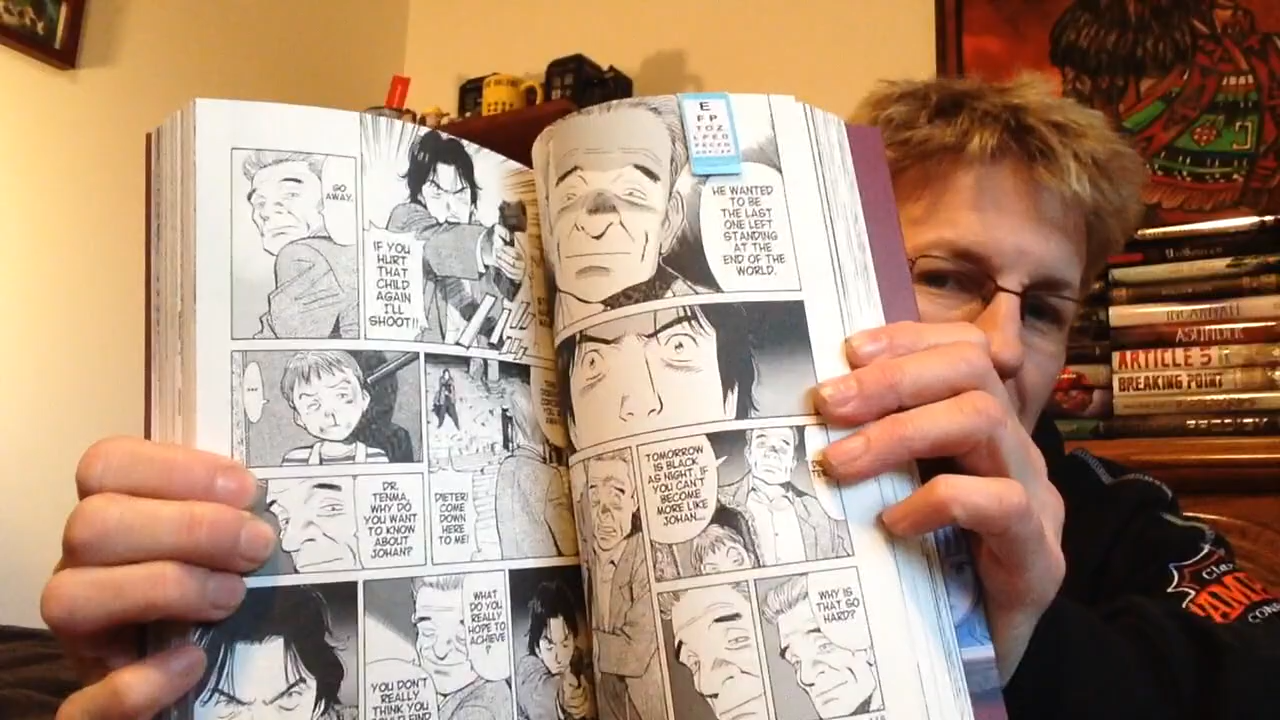 GO
AWAY.
IF YOU
HURT
THAT
CHILD
AGAIN
I'LL
SHOOT!!
...
DR.
TENMA,
WHY DO
YOU WANT
TO KNOW
ABOUT
JOHAN?
DIETER!
COME
DOWN
HERE
TO ME!
WHAT
DO YOU
REALLY
HOPE TO
ACHIEVE
?
YOU DON'T
REALLY
THINK YOU
E
F P
T O Z
L P E D
HE WANTED
TO BE
THE LAST
ONE LEFT
STANDING
AT THE
END OF THE
WORLD.
TOMORROW
IS BLACK
AS NIGHT. IF
YOU CAN'T
BECOME
MORE LIKE
JOHAN...
WHY IS
THAT SO
HARD?
INCARNATE
ASUNDER
ARTICLE 5
BREAKING POINT